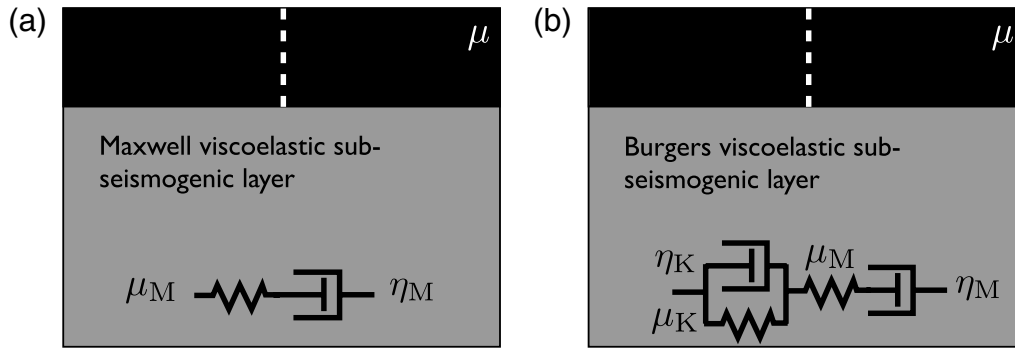 (a)
μ
Maxwell viscoelastic sub-
seismogenic layer
μM
ηM
(b)
μ
Burgers viscoelastic sub-
seismogenic layer
ηK
μM
ηM
μK